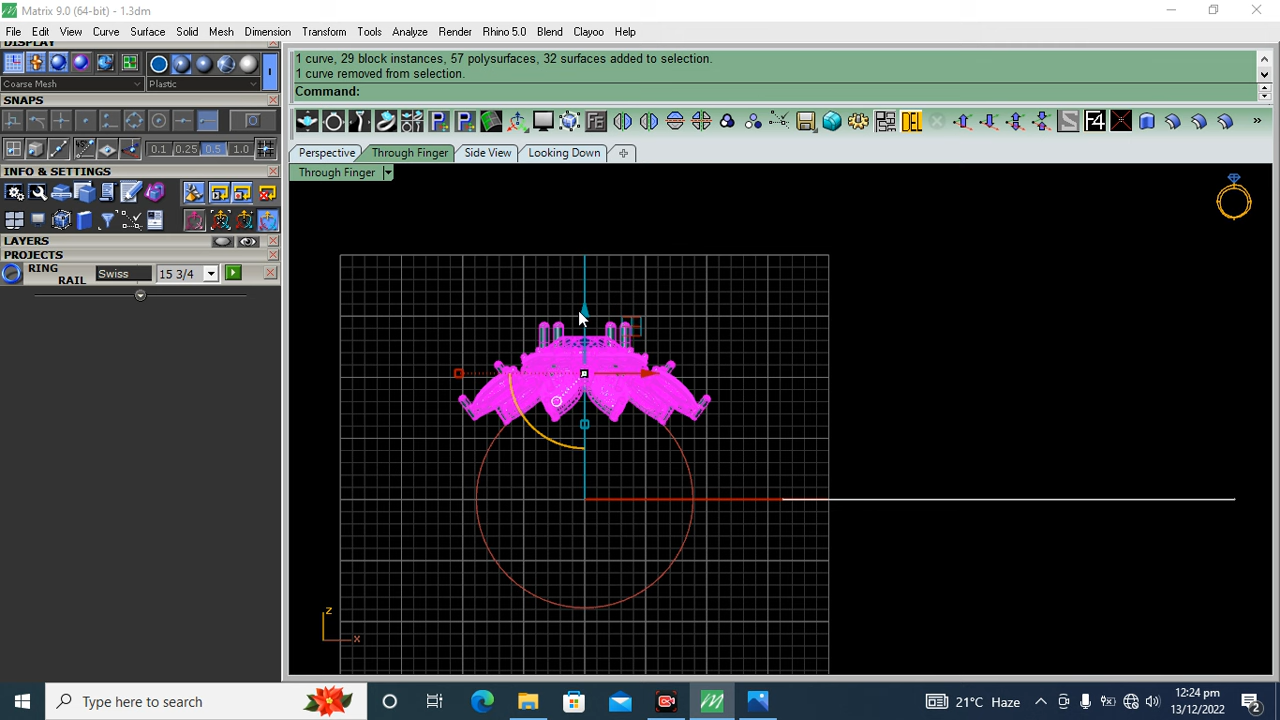 Matrix 9.0 (64-bit) - 1.3dm
File Edit View Curve Surface Solid Mesh Dimension Transform Tools Analyze Render Rhino 5.0 Blend Clayoo Help
DISPLAY
1 curve, 29 block instances, 57 polysurfaces, 32 surfaces added to selection.
1 curve removed from selection.
Command:
Coarse Mesh Plastic
SNAPS
0.1 0.25 0.5 1.0
INFO & SETTINGS
LAYERS
PROJECTS
RING RAIL Swiss 15 3/4
P P FE DEL S F4 »
Perspective Through Finger Side View Looking Down
Through Finger
z
x
Type here to search
21°C Haze
12:24 pm
13/12/2022
2